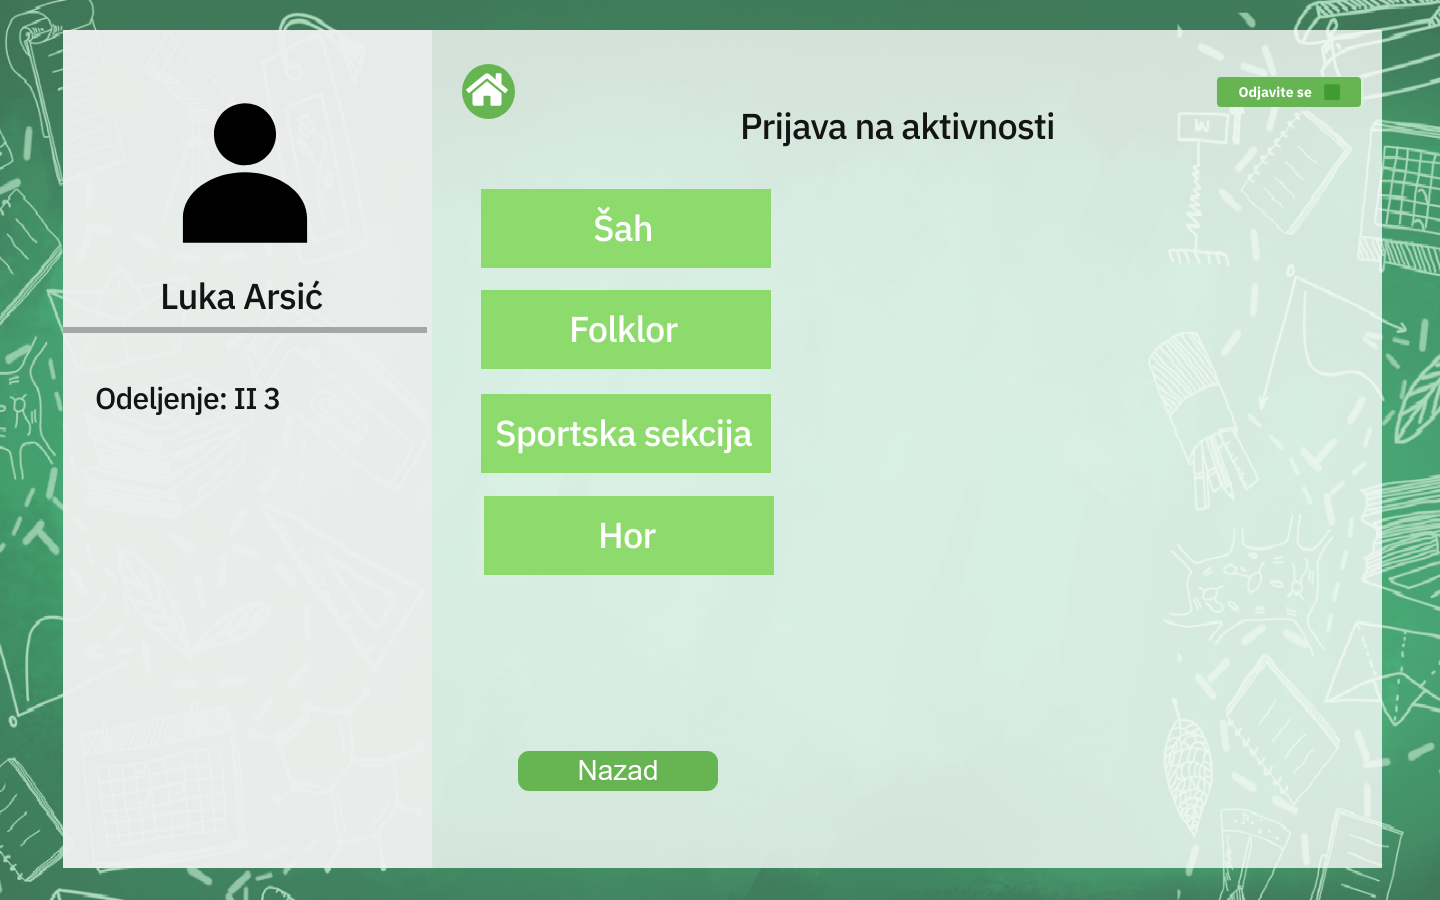 Odjavite se
Prijava na aktivnosti
Šah
Luka Arsić
Folklor
Odeljenje: II 3
Sportska sekcija
Hor
Nazad